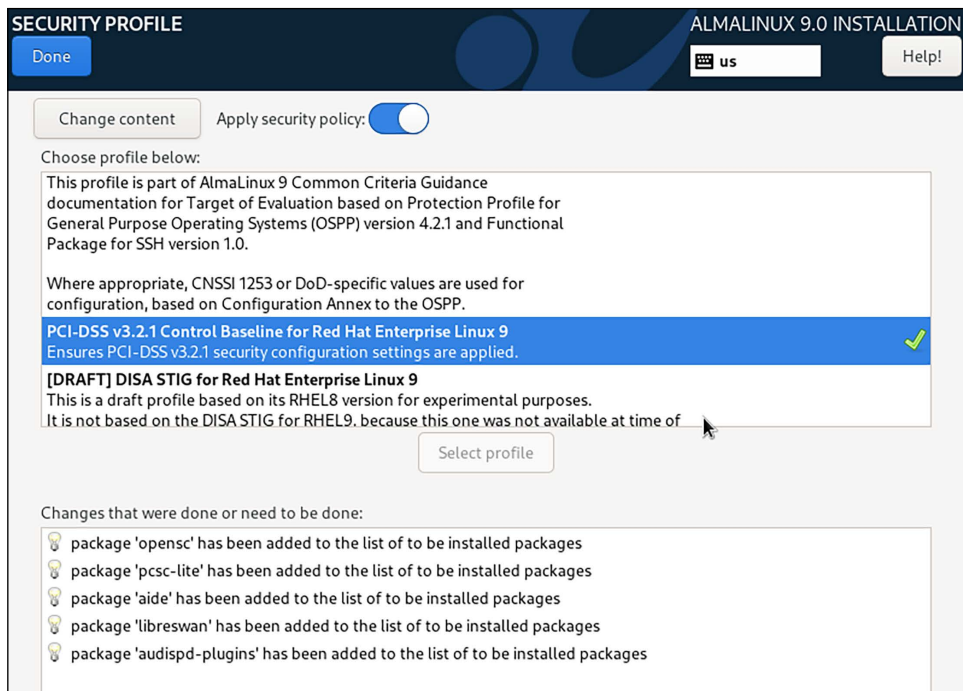 SECURITY PROFILE
ALMALINUX 9.0 INSTALLATION
Done
us
Help!
Change content
Apply security policy:
Choose profile below:
This profile is part of AlmaLinux 9 Common Criteria Guidance
documentation for Target of Evaluation based on Protection Profile for
General Purpose Operating Systems (OSPP) version 4.2.1 and Functional
Package for SSH version 1.0.
Where appropriate, CNSSI 1253 or DoD-specific values are used for
configuration, based on Configuration Annex to the OSPP.
PCI-DSS v3.2.1 Control Baseline for Red Hat Enterprise Linux 9
Ensures PCI-DSS v3.2.1 security configuration settings are applied.
[DRAFT] DISA STIG for Red Hat Enterprise Linux 9
This is a draft profile based on its RHEL8 version for experimental purposes.
It is not based on the DISA STIG for RHEL9, because this one was not available at time of
Select profile
Changes that were done or need to be done:
package 'opensc' has been added to the list of to be installed packages
package 'pcsc-lite' has been added to the list of to be installed packages
package 'aide' has been added to the list of to be installed packages
package 'libreswan' has been added to the list of to be installed packages
package 'audispd-plugins' has been added to the list of to be installed packages